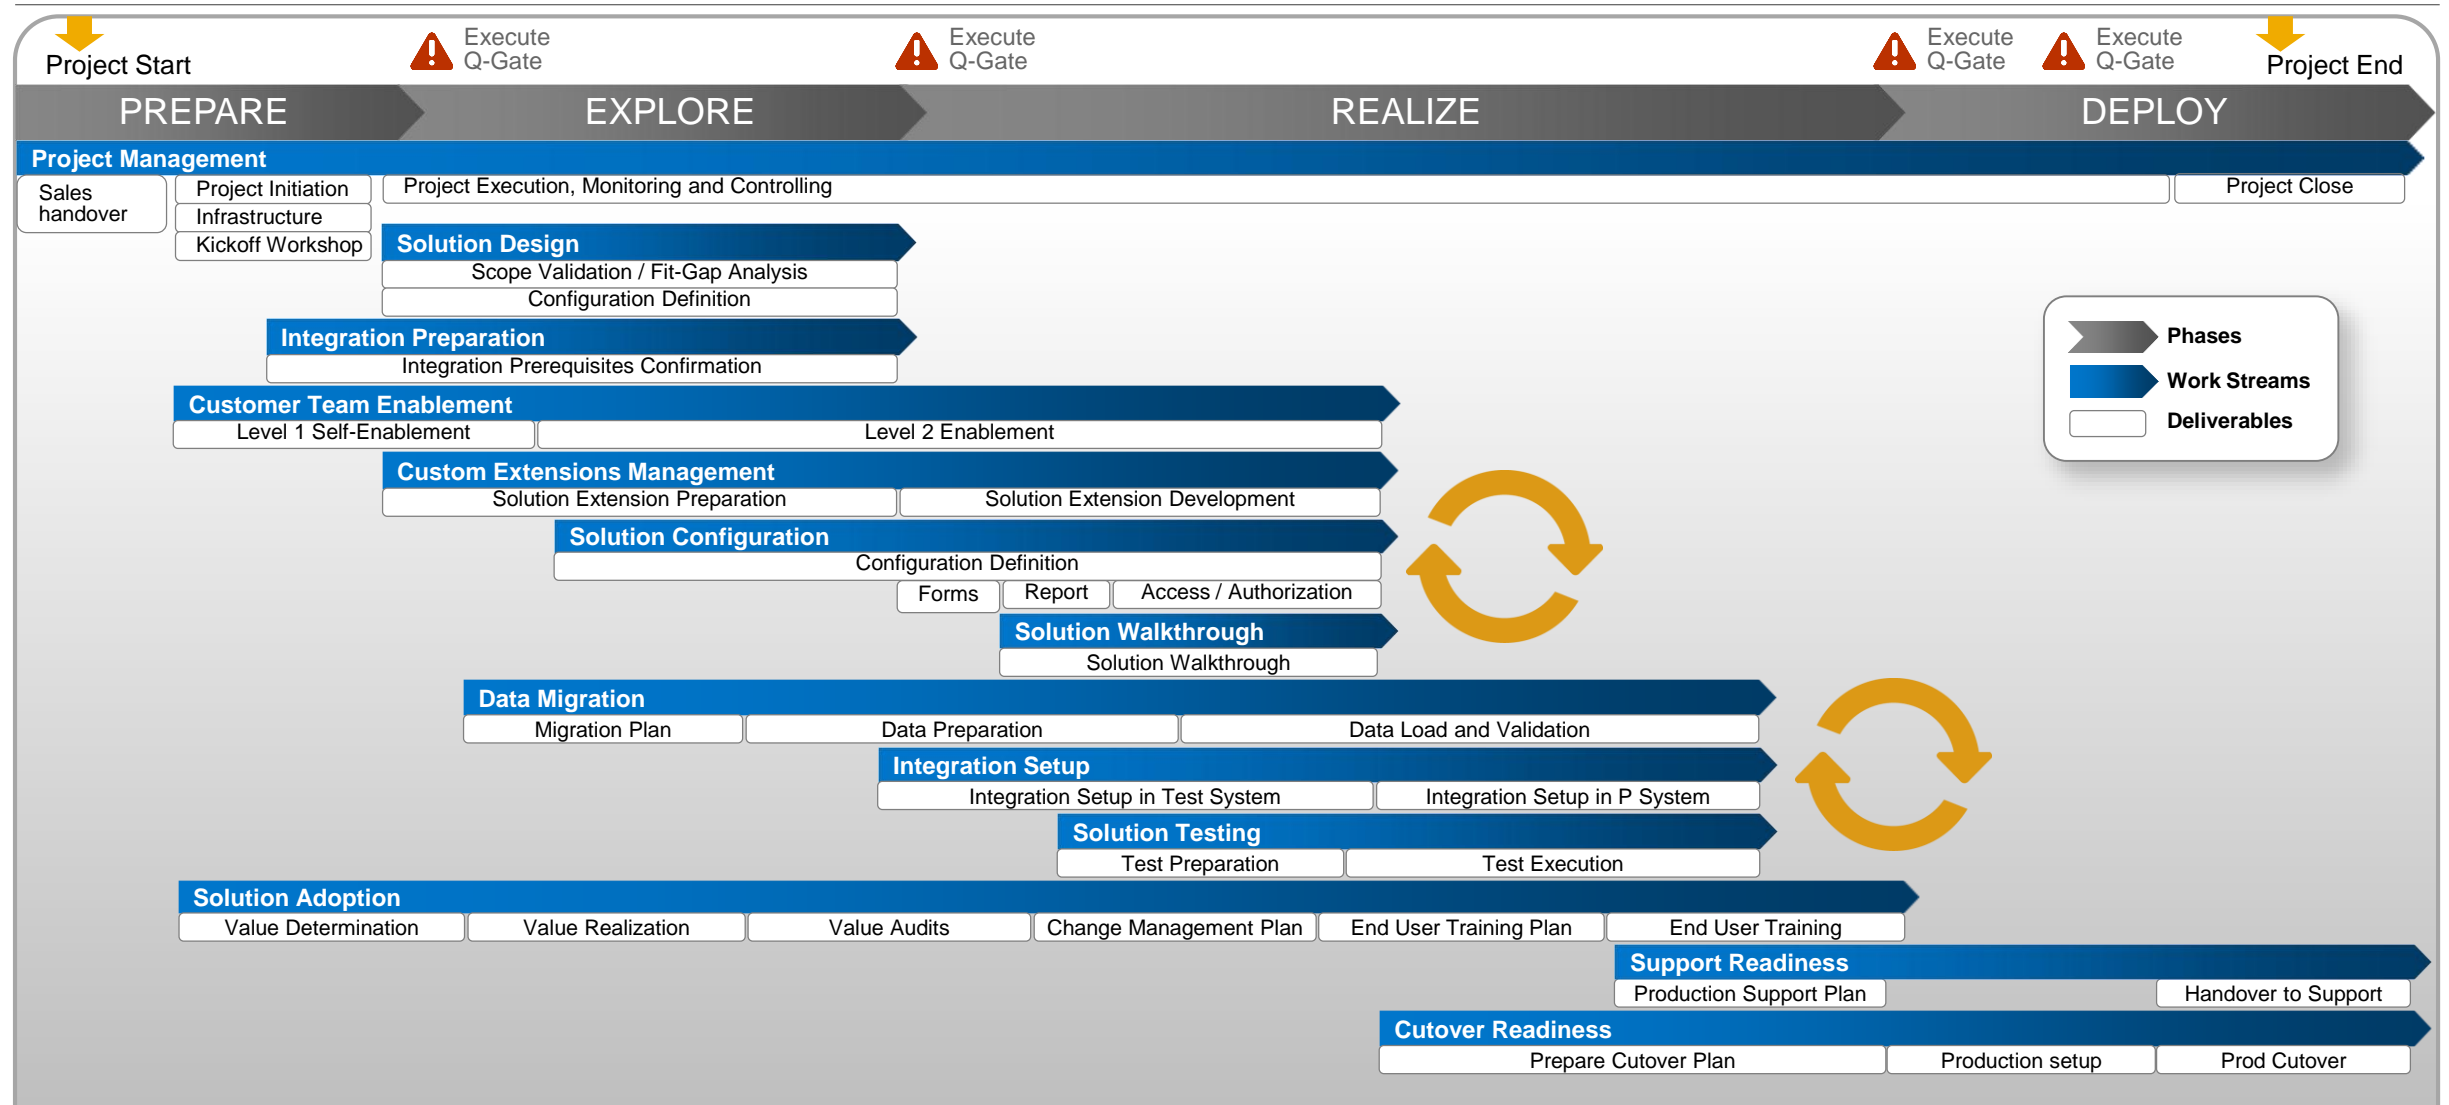 Project Start
Execute
Q-Gate
Execute
Q-Gate
Execute
Q-Gate
Execute
Q-Gate
Project End
PREPARE
EXPLORE
REALIZE
DEPLOY
Project Management
Sales
handover
Project Initiation
Infrastructure
Kickoff Workshop
Project Execution, Monitoring and Controlling
Project Close
Solution Design
Scope Validation / Fit-Gap Analysis
Configuration Definition
Integration Preparation
Integration Prerequisites Confirmation
Phases
Work Streams
Deliverables
Customer Team Enablement
Level 1 Self-Enablement
Level 2 Enablement
Custom Extensions Management
Solution Extension Preparation
Solution Extension Development
Solution Configuration
Configuration Definition
Forms
Report
Access / Authorization
Solution Walkthrough
Solution Walkthrough
Data Migration
Migration Plan
Data Preparation
Data Load and Validation
Integration Setup
Integration Setup in Test System
Integration Setup in P System
Solution Testing
Test Preparation
Test Execution
Solution Adoption
Value Determination
Value Realization
Value Audits
Change Management Plan
End User Training Plan
End User Training
Support Readiness
Production Support Plan
Handover to Support
Cutover Readiness
Prepare Cutover Plan
Production setup
Prod Cutover